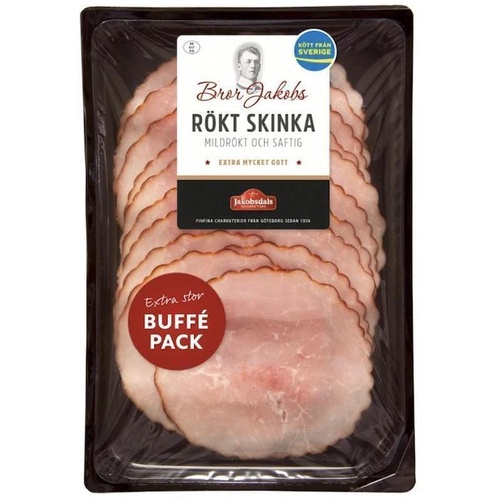 KÖTT FRÅN
SVERIGE
Bror Jakobs
RÖKT SKINKA
MILDRÖKT OCH SAFTIG
EXTRA MYCKET GOTT
Jakobsdals
FINFINA CHARKUTERIER FRÅN GÖTEBORG SEDAN 1936
Extra stor
BUFFÉ
PACK